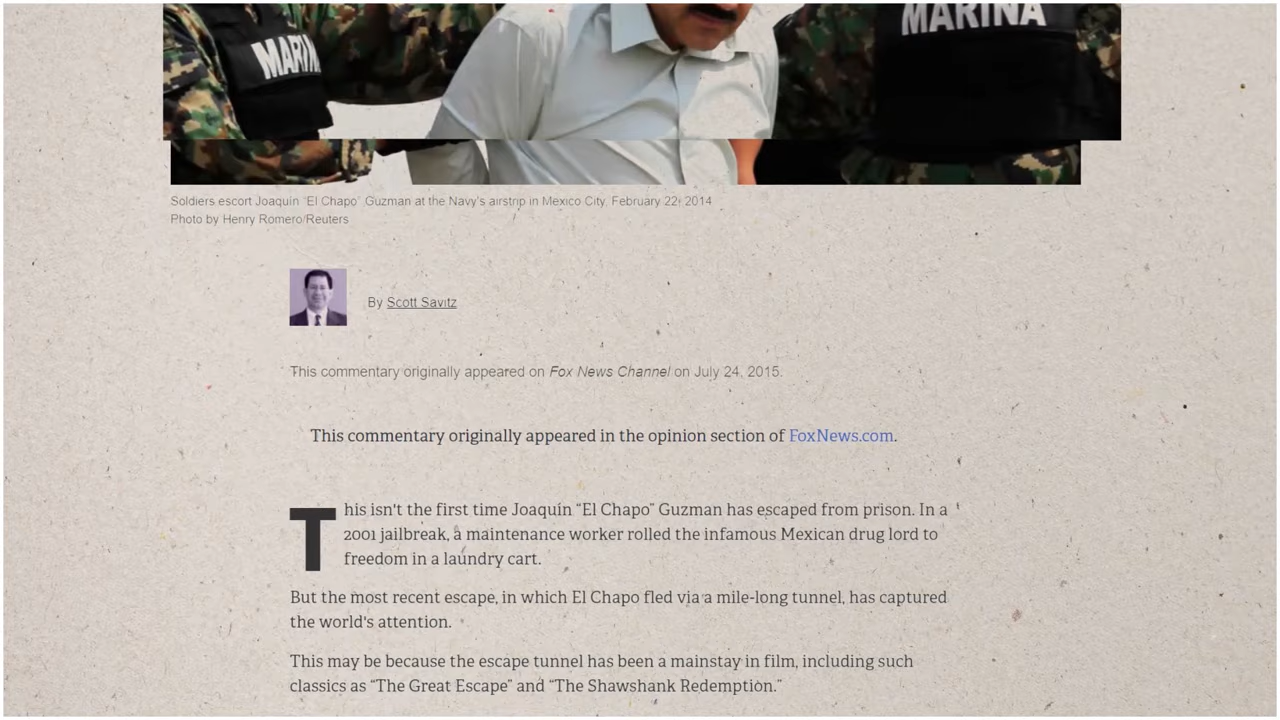 MARINA
MARINA
Soldiers escort Joaquin "El Chapo" Guzman at the Navy's airstrip in Mexico City, February 22, 2014
Photo by Henry Romero/Reuters
By Scott Savitz
This commentary originally appeared on Fox News Channel on July 24, 2015.
This commentary originally appeared in the opinion section of FoxNews.com.
This isn't the first time Joaquín “El Chapo” Guzman has escaped from prison. In a
2001 jailbreak, a maintenance worker rolled the infamous Mexican drug lord to
freedom in a laundry cart.
But the most recent escape, in which El Chapo fled via a mile-long tunnel, has captured
the world's attention.
This may be because the escape tunnel has been a mainstay in film, including such
classics as “The Great Escape” and “The Shawshank Redemption.”